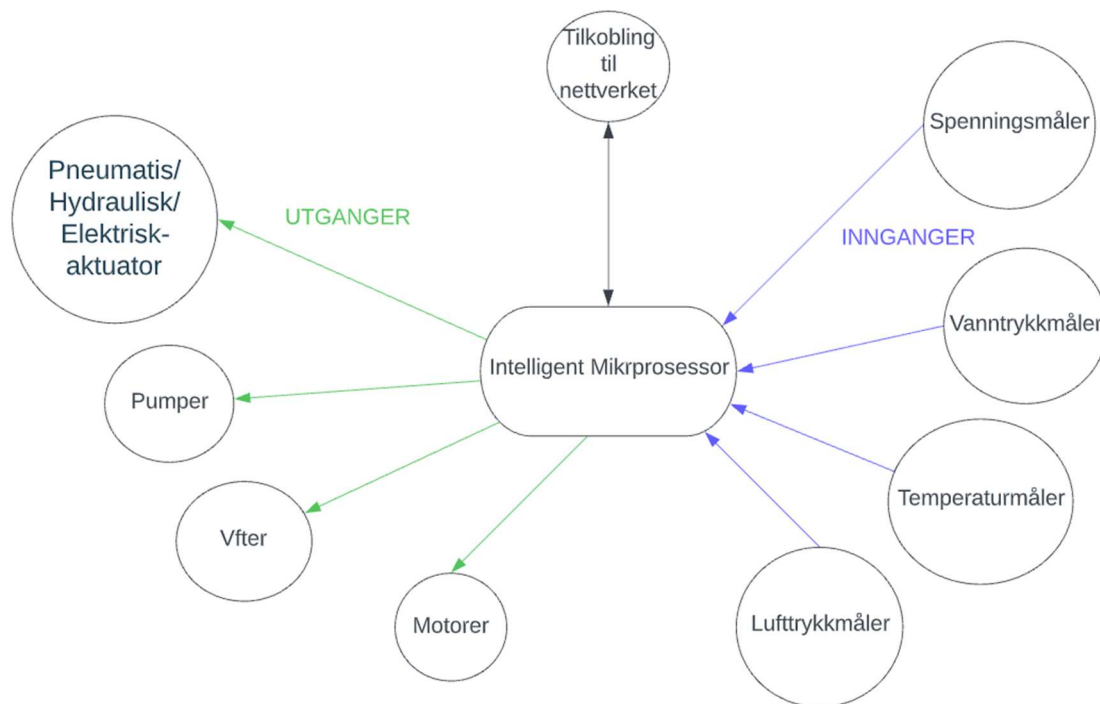 Tilkobling
til
nettverket
Spenningsmåler
Pneumatis/
Hydraulisk/
Elektrisk-
aktuator
UTGANGER
INNGANGER
Vanntrykkmåler
Intelligent Mikrprosessor
Pumper
Temperaturmåler
Vfter
Motorer
Lufttrykkmåler